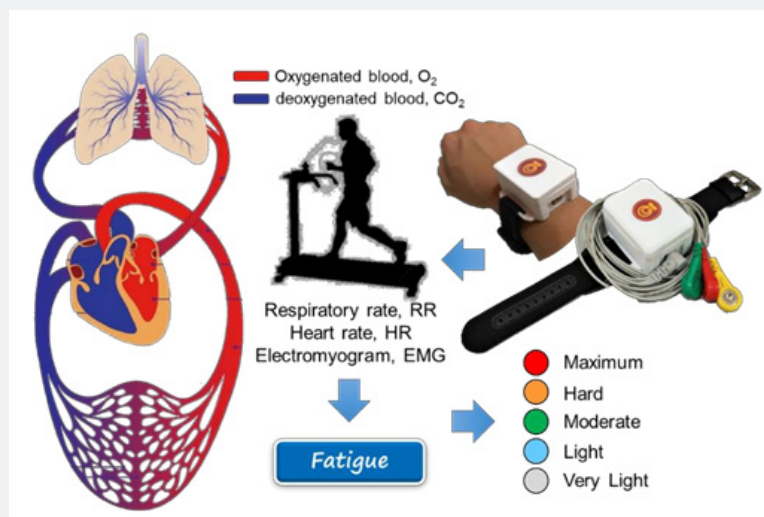 Oxygenated blood, O₂
deoxygenated blood, CO₂
Respiratory rate, RR
Heart rate, HR
Electromyogram, EMG
Fatigue
Maximum
Hard
Moderate
Light
Very Light